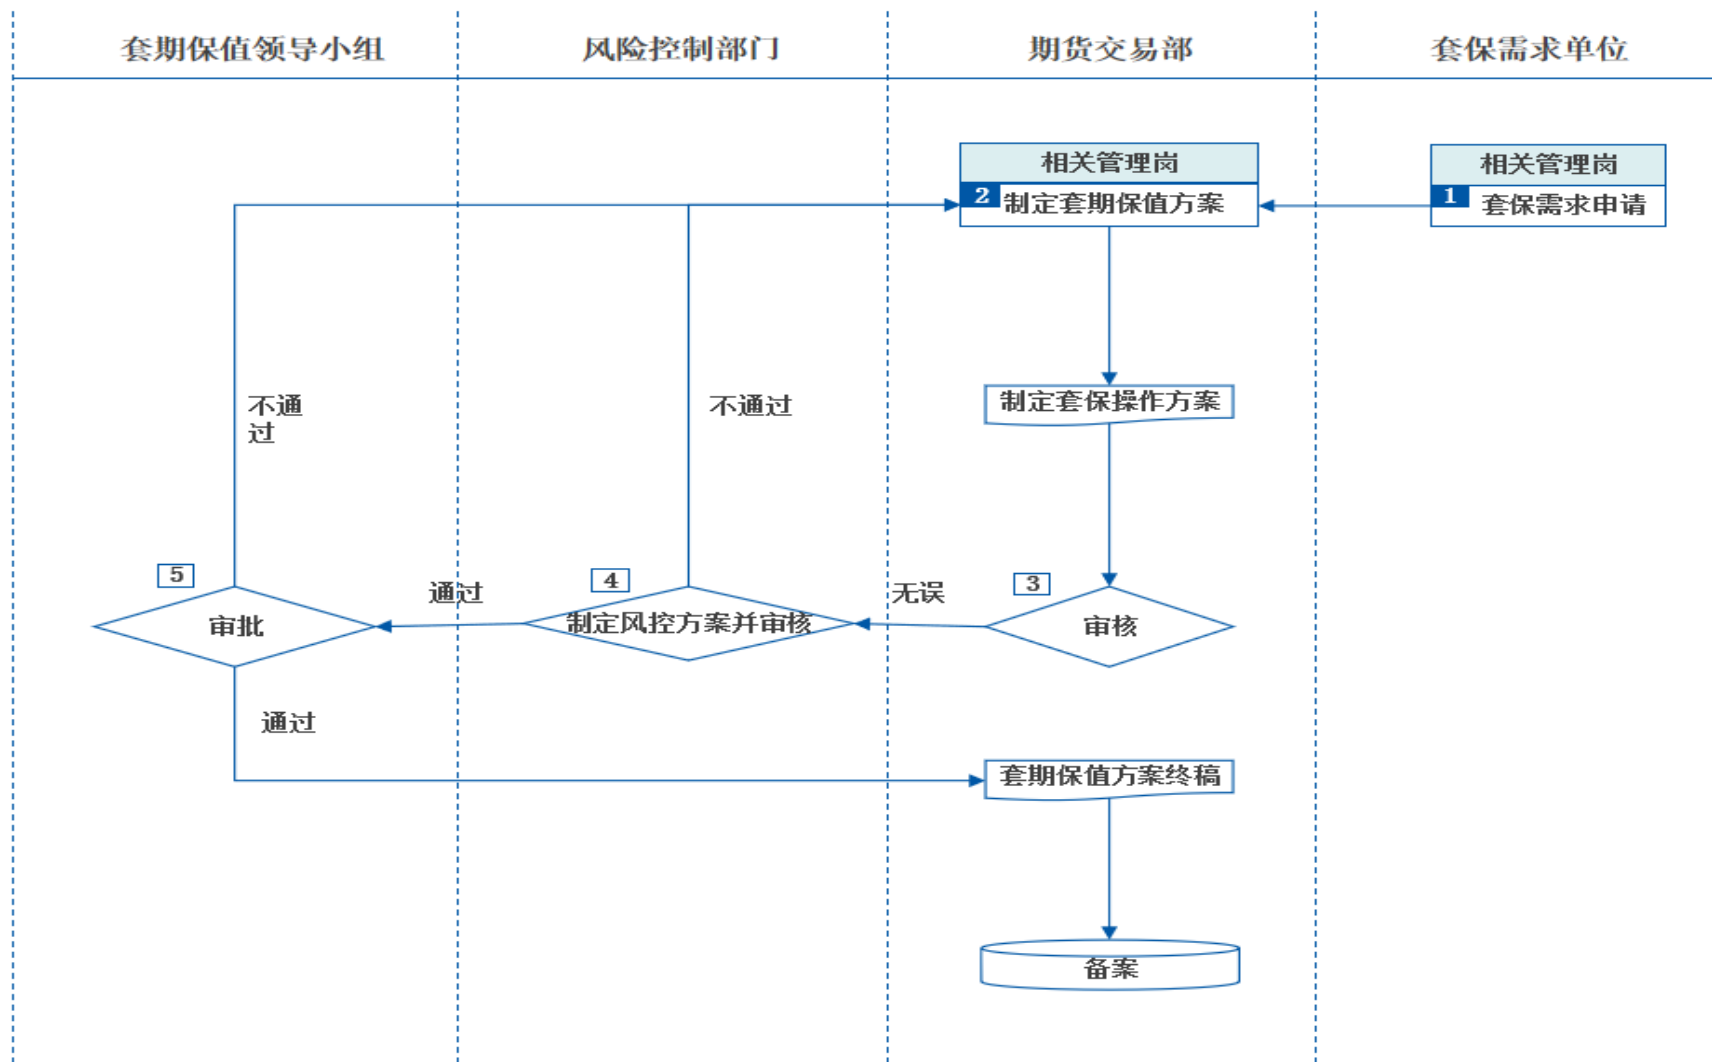 套期保值领导小组
风险控制部门
期货交易部
套保需求单位
相关管理岗
2 制定套期保值方案
相关管理岗
1 套保需求申请
不通
过
不通过
制定套保操作方案
5
审批
通过
4
制定风控方案并审核
无误
3
审核
通过
套期保值方案终稿
备案